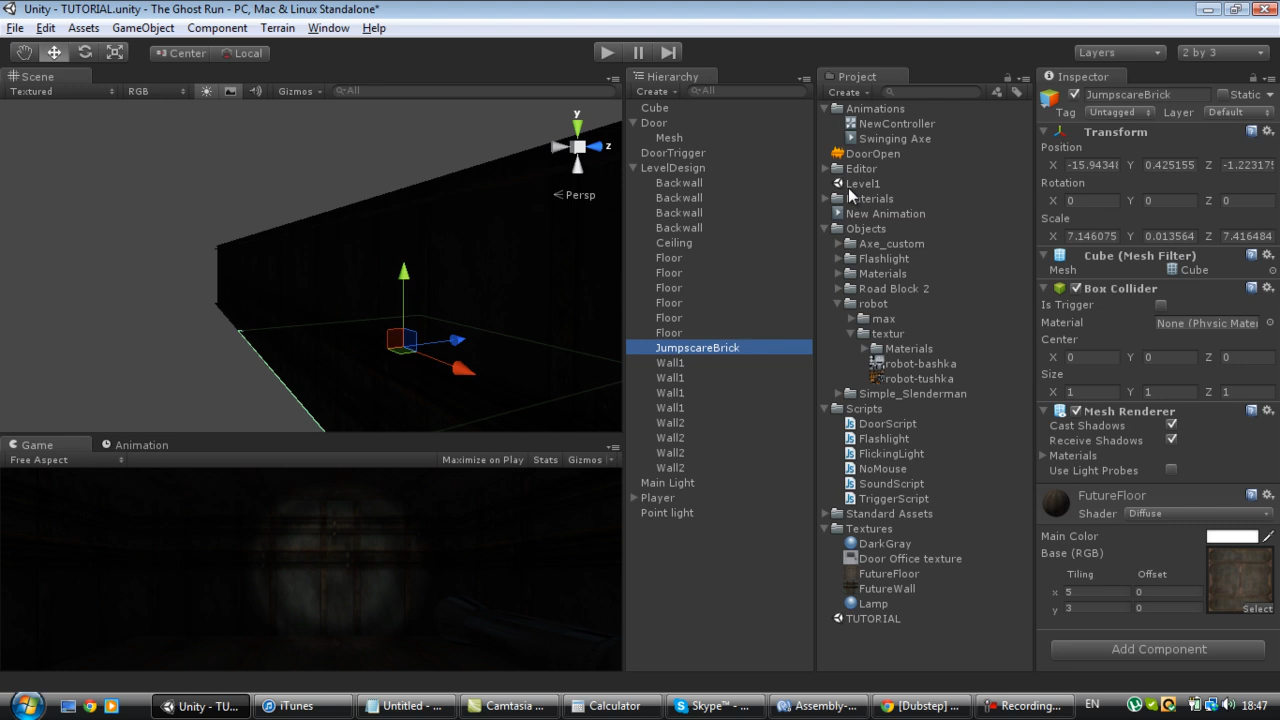 Unity - TUTORIAL.unity - The Ghost Run - PC, Mac & Linux Standalone*
File Edit Assets GameObject Component Terrain Window Help
Center Local Layers 2 by 3
Scene
Textured RGB Gizmos All
y
z
Persp
Game Animation
Free Aspect Maximize on Play Stats Gizmos
Hierarchy
Create All
Cube
Door
Mesh
DoorTrigger
LevelDesign
Backwall
Backwall
Backwall
Backwall
Ceiling
Floor
Floor
Floor
Floor
Floor
Floor
JumpscareBrick
Wall1
Wall1
Wall1
Wall1
Wall2
Wall2
Wall2
Wall2
Main Light
Player
Point light
Project
Create
Animations
NewController
Swinging Axe
DoorOpen
Editor
Level1
Materials
New Animation
Objects
Axe_custom
Flashlight
Materials
Road Block 2
robot
max
textur
Materials
robot-bashka
robot-tushka
Simple_Slenderman
Scripts
DoorScript
Flashlight
FlickingLight
NoMouse
SoundScript
TriggerScript
Standard Assets
Textures
DarkGray
Door Office texture
FutureFloor
FutureWall
Lamp
TUTORIAL
Inspector
JumpscareBrick Static
Tag Untagged Layer Default
Transform
Position
X -15.9434 Y 0.425155 Z -1.22317
Rotation
X 0 Y 0 Z 0
Scale
X 7.146075 Y 0.013564 Z 7.416484
Cube (Mesh Filter)
Mesh Cube
Box Collider
Is Trigger
Material None (Physic Mater
Center
X 0 Y 0 Z 0
Size
X 1 Y 1 Z 1
Mesh Renderer
Cast Shadows
Receive Shadows
Materials
Use Light Probes
FutureFloor
Shader Diffuse
Main Color
Base (RGB)
Tiling Offset
x 5 0
y 3 0
Select
Add Component
Unity - TU... iTunes Untitled - ... Camtasia ... Calculator Skype™ - ... Assembly-... [Dubstep] ... Recording... EN 18:47